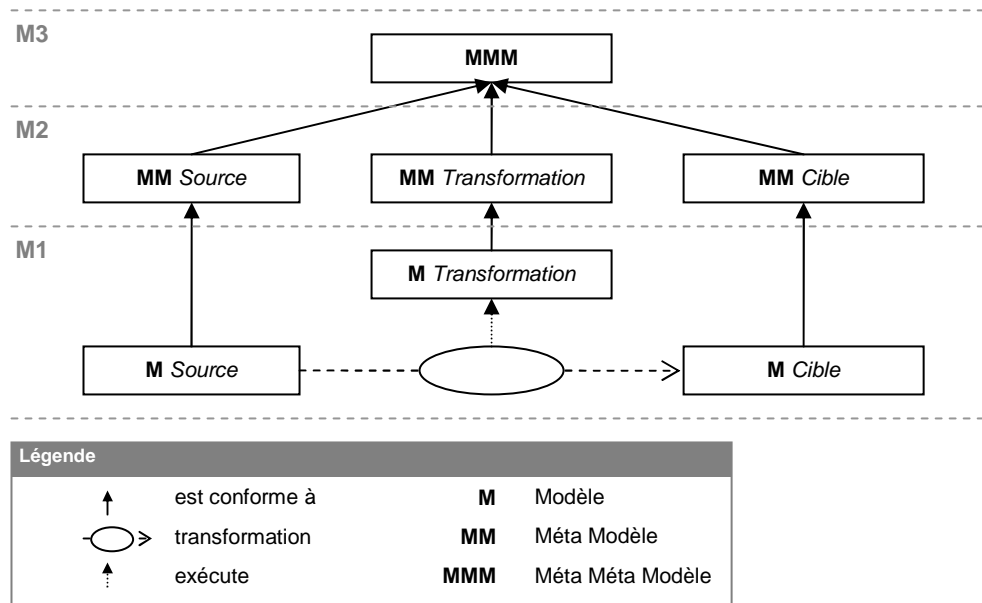 M3
MMM
M2
MM Source
MM Transformation
MM Cible
M1
M Transformation
M Source
M Cible
Légende
est conforme à
M Modèle
transformation
MM Méta Modèle
exécute
MMM Méta Méta Modèle